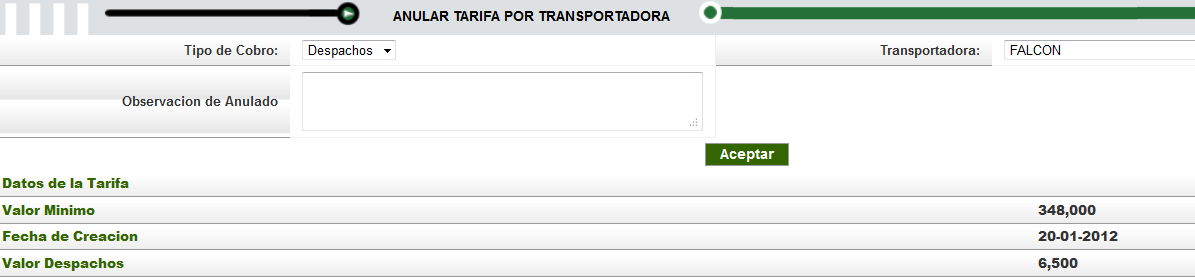 ANULAR TARIFA POR TRANSPORTADORA
Tipo de Cobro: Despachos Transportadora: FALCON
Observacion de Anulado
Aceptar
Datos de la Tarifa
Valor Minimo 348,000
Fecha de Creacion 20-01-2012
Valor Despachos 6,500